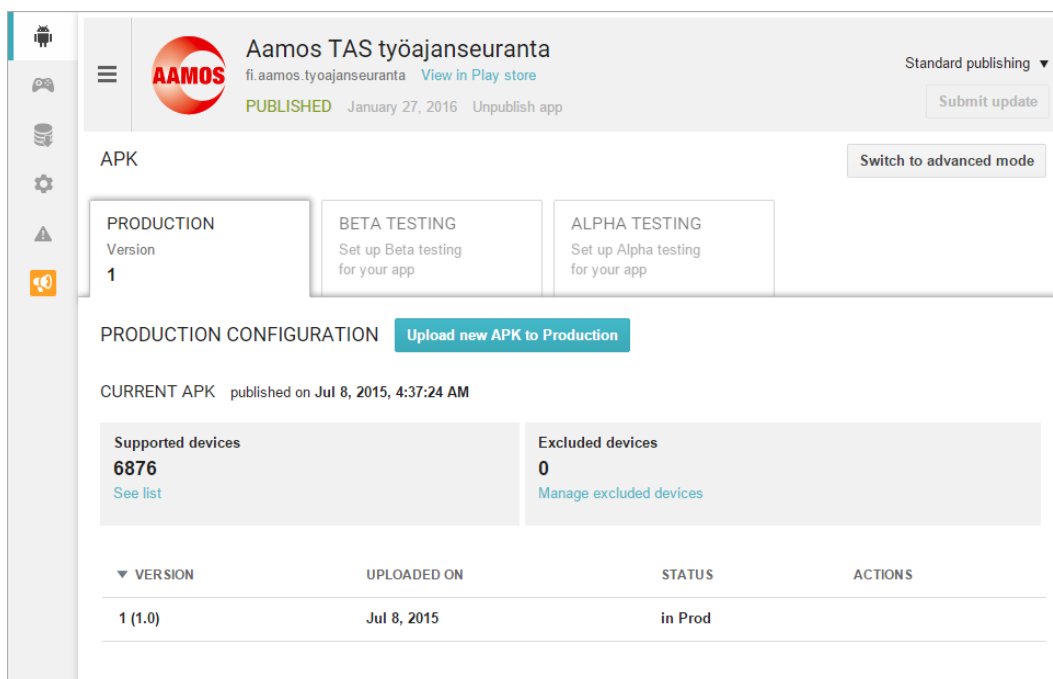 AAMOS
Aamos TAS työajanseuranta
fi.aamos.tyoajanseuranta View in Play store
PUBLISHED January 27, 2016 Unpublish app
Standard publishing
Submit update
APK
Switch to advanced mode
PRODUCTION
Version
1
BETA TESTING
Set up Beta testing
for your app
ALPHA TESTING
Set up Alpha testing
for your app
PRODUCTION CONFIGURATION Upload new APK to Production
CURRENT APK published on Jul 8, 2015, 4:37:24 AM
Supported devices
6876
See list
Excluded devices
0
Manage excluded devices
VERSION UPLOADED ON STATUS ACTIONS
1 (1.0) Jul 8, 2015 in Prod